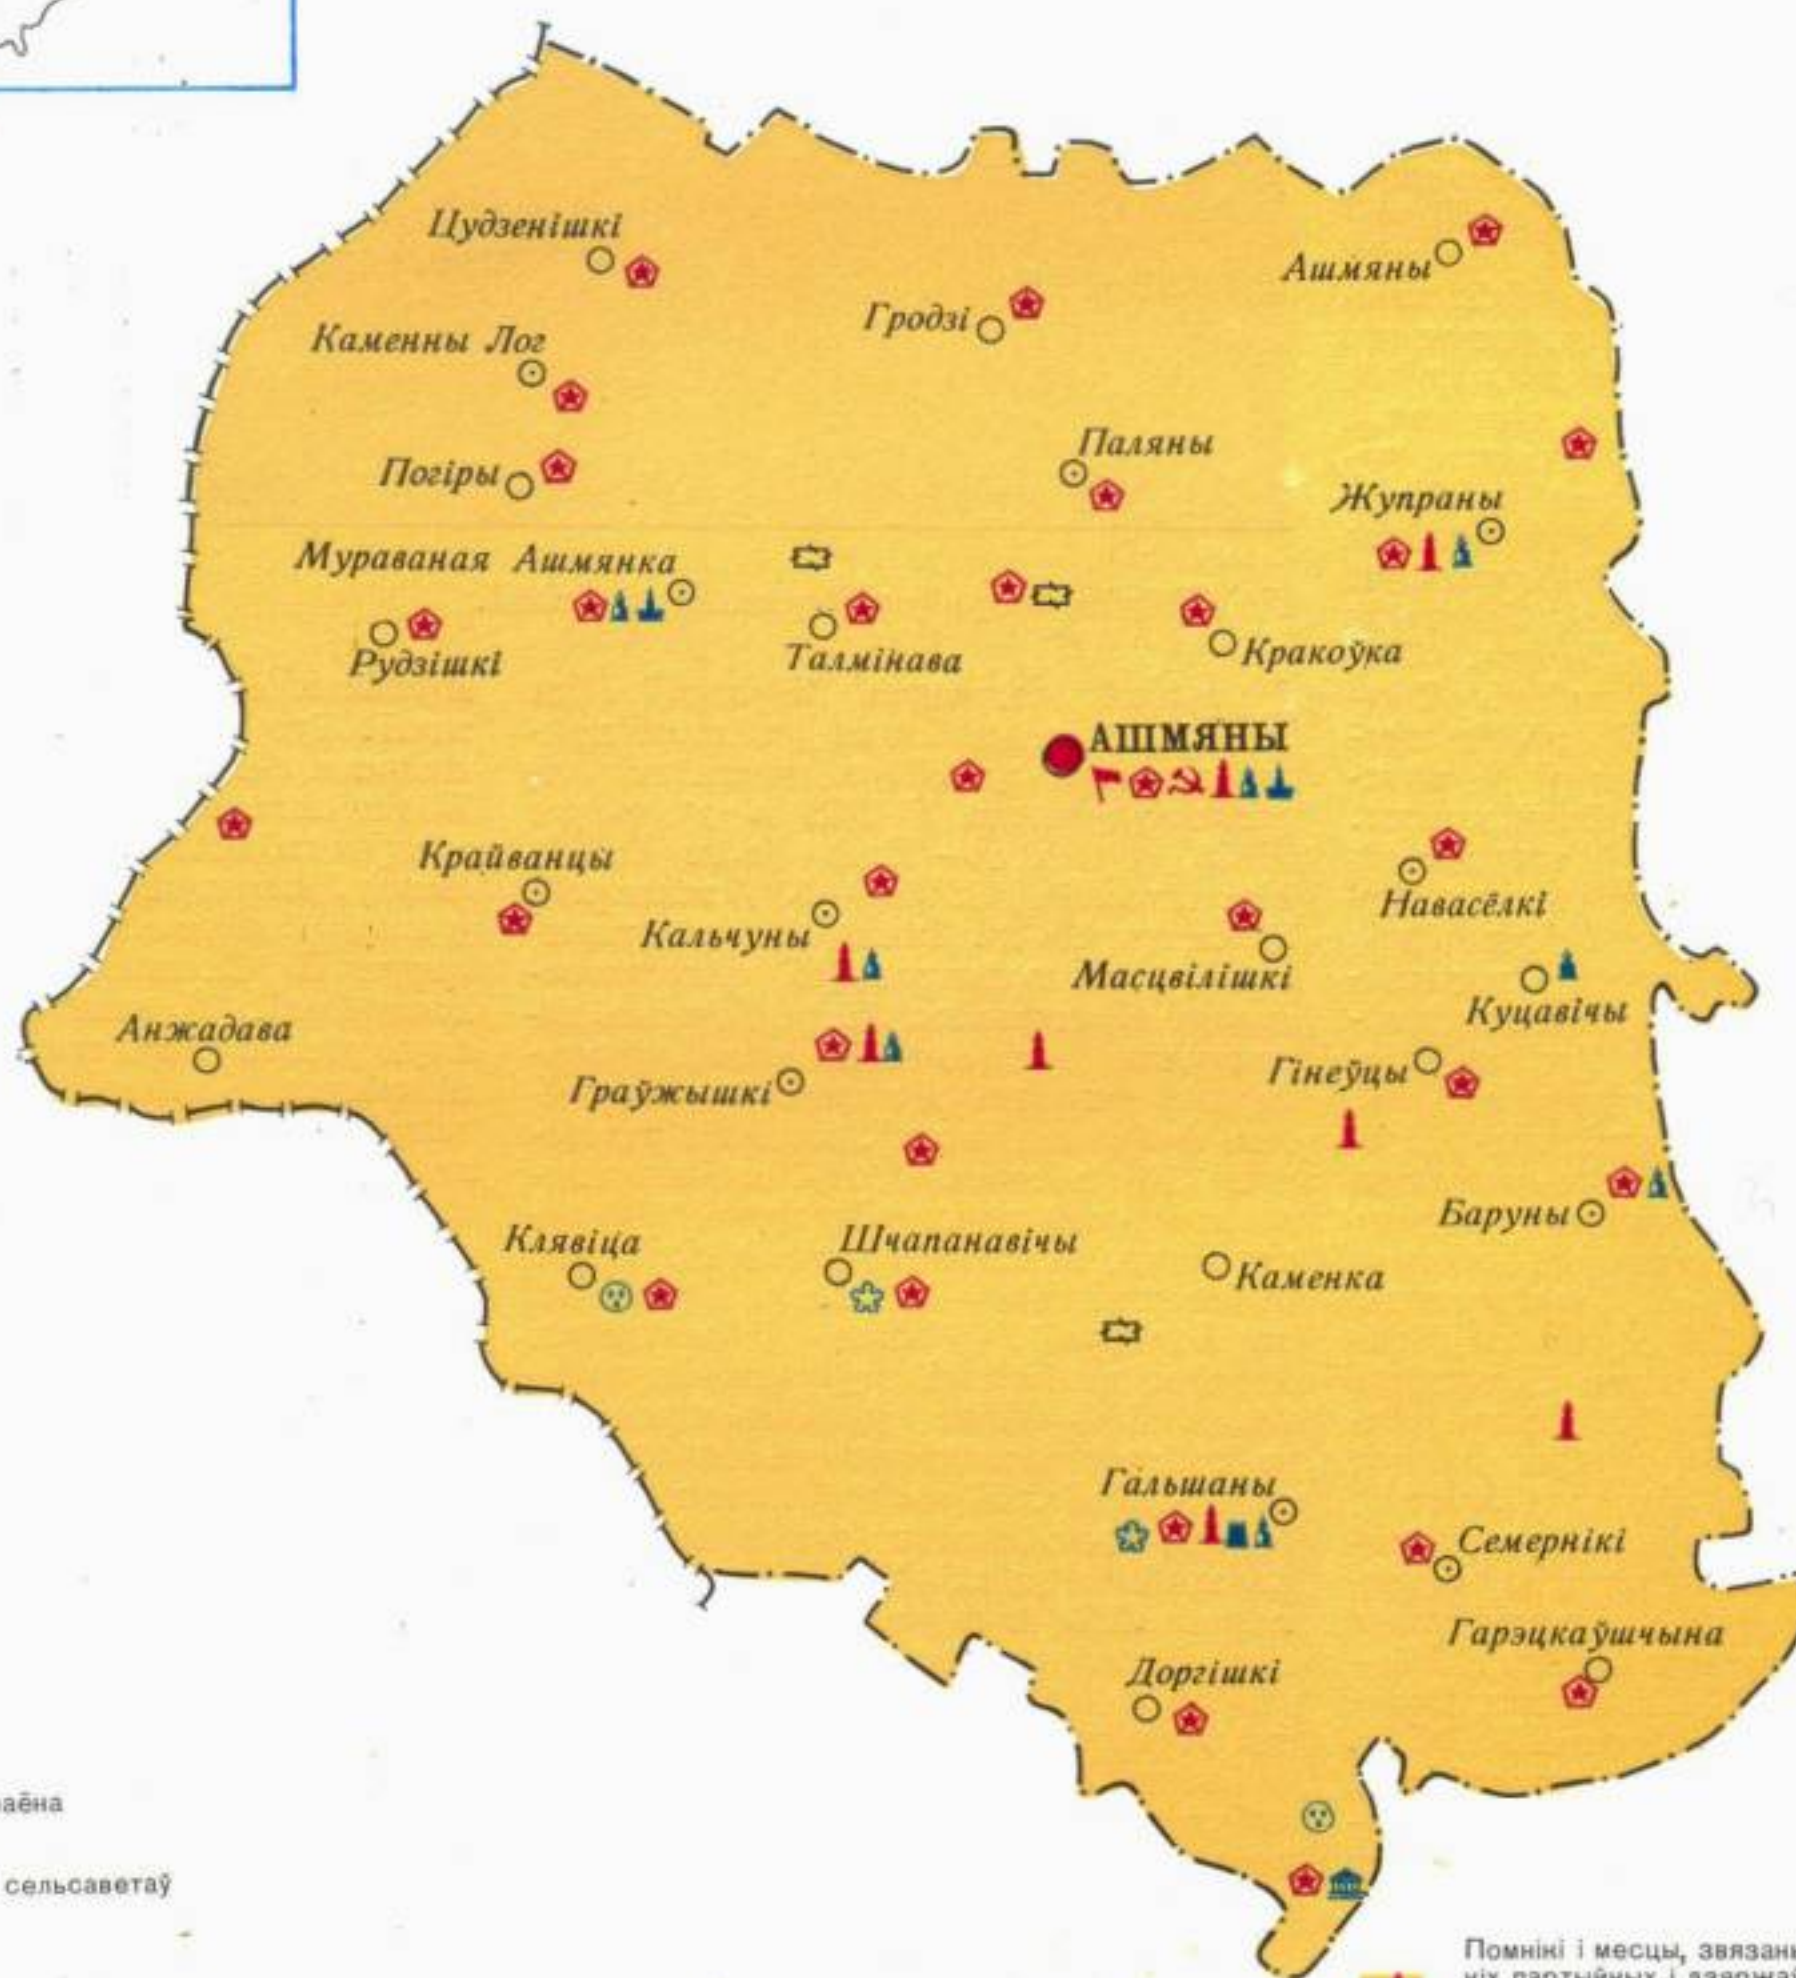 Цудзенішкі
Ашмяны
Гродзі
Каменны Лог
Паляны
Погіры
Жупраны
Мураваная Ашмянка
Рудзішкі
Талмінава
Кракоўка
АШМЯНЫ
Крайванцы
Кальчуны
Навасёлкі
Масцвілішкі
Куцавічы
Анжадава
Граўжышкі
Гінеўцы
Баруны
Клявіца
Шчапанавічы
Каменка
Гальшаны
Семернікі
Гарэцкаўшчына
Доргішкі
аёна
сельсаветаў
Помнікі і месцы,